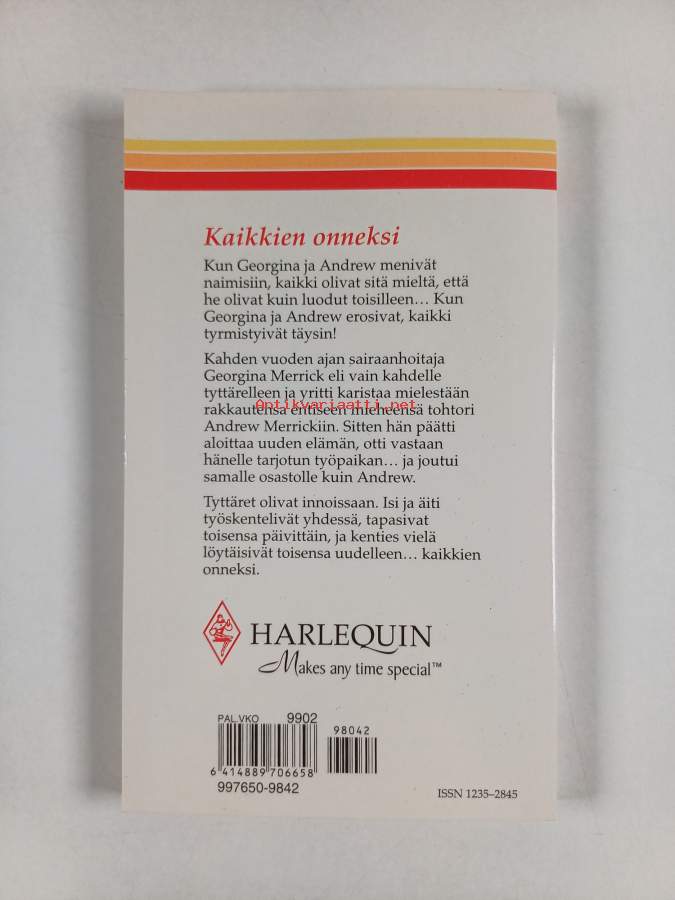 Kaikkien onneksi
Kun Georgina ja Andrew menivät
naimisiin, kaikki olivat sitä mieltä, että
he olivat kuin luodut toisilleen… Kun
Georgina ja Andrew erosivat, kaikki
tyrmistyivät täysin!
Kahden vuoden ajan sairaanhoitaja
Georgina Merrick eli vain kahdelle
tyttärelleen ja yritti karistaa mielestään
Antikvariaatti.net
rakkautensa entiseen mieheensä tohtori
Andrew Merrickiin. Sitten hän päätti
aloittaa uuden elämän, otti vastaan
hänelle tarjotun työpaikan… ja joutui
samalle osastolle kuin Andrew.
Tyttäret olivat innoissaan. Isi ja äiti
työskentelivät yhdessä, tapasivat
toisensa päivittäin, ja kenties vielä
löytäisivät toisensa uudelleen… kaikkien
onneksi.
HARLEQUIN
Makes any time special™
PAL.VKO 9902
98042
6 414889 706658
997650-9842
ISSN 1235–2845